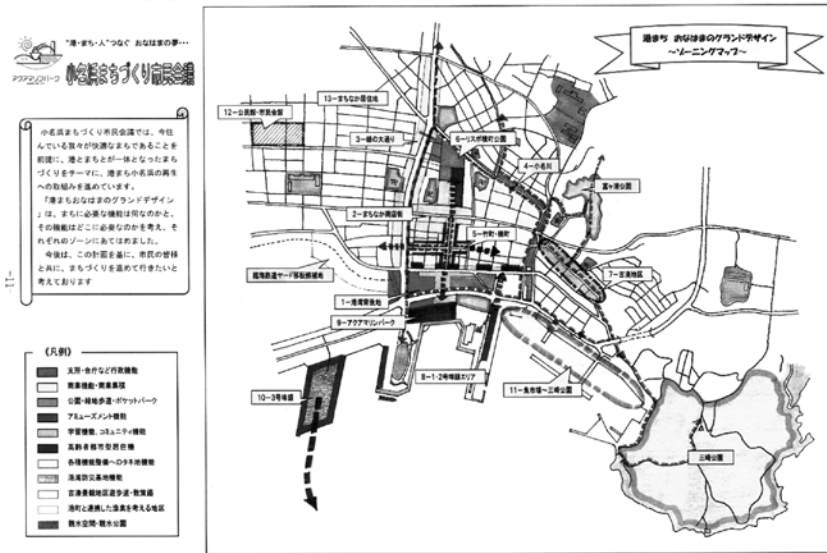 "港・まち・人"つなぐ おなはまの夢・・・
アクアマリンパーク
小名浜まちづくり市民会議
小名浜まちづくり市民会議では、今住
んでいる我々が快適なまちであることを
前提に、港とまちとが一体となったまち
づくりをテーマに、港まち小名浜の再生
への取組みを進めています。
「港まちおなはまのグランドデザイン
」は、まちに必要な機能は何なのかと、
その機能はどこに必要なのかを考え、そ
れぞれのゾーンにあてはめました。
今後は、この計画を基に、市民の皆様
と共に、まちづくりを進めて行きたいと
考えております
-11-
《凡例》
支所・合庁など行政機能
商業機能・商業集積
公園・緑地歩道・ポケットパーク
アミューズメント機能
学習機能、コミュニティ機能
高齢者都市型居住機
各種機能整備へのタネ地機能
港湾防災基地機能
古湊景観地区遊歩道・散策路
港町と連携した漁業を考える地区
親水空間・親水公園
港まち おなはまのグランドデザイン
～ゾーニングマップ～
13-まちなか居住地
12-公民館・市民会館
3-緑の大通り
6-リスポ横町公園
4-小名川
富ヶ浦公園
2-まちなか商店街
5-竹町・横町
臨海鉄道ヤード移転候補地
7-古湊地区
1-港湾背後地
9-アクアマリンパーク
8-1・2号埠頭エリア
10-3号埠頭
11-魚市場～三崎公園
三崎公園